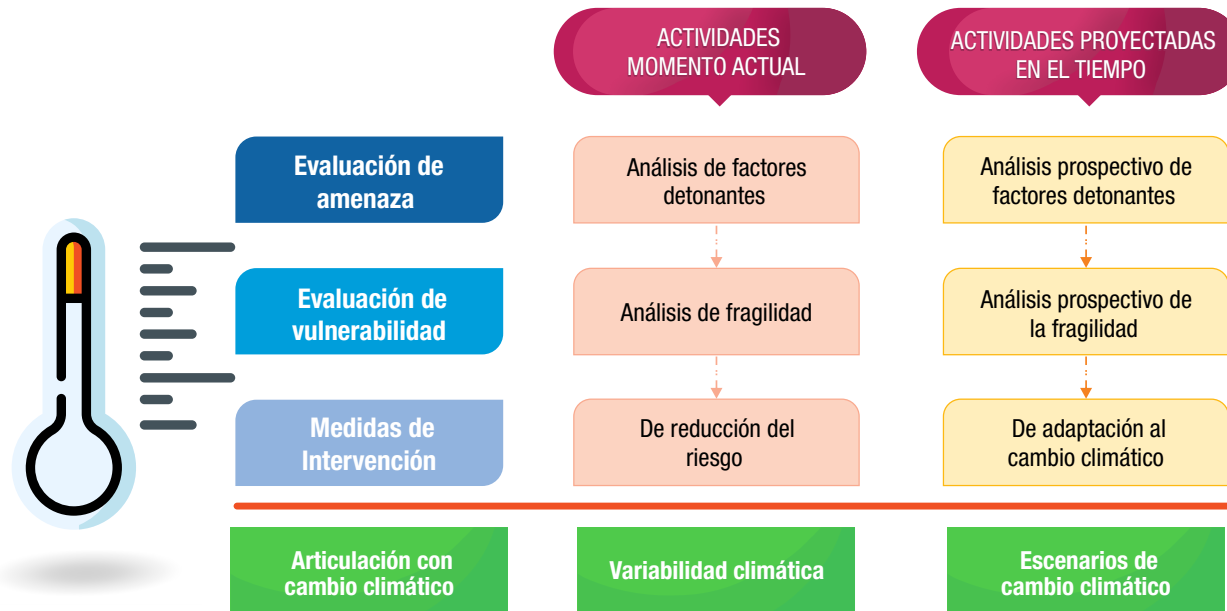 ACTIVIDADES
MOMENTO ACTUAL
ACTIVIDADES PROYECTADAS
EN EL TIEMPO
Evaluación de
amenaza
Análisis de factores
detonantes
Análisis prospectivo de
factores detonantes
Evaluación de
vulnerabilidad
Análisis de fragilidad
Análisis prospectivo de
la fragilidad
Medidas de
Intervención
De reducción del
riesgo
De adaptación al
cambio climático
Articulación con
cambio climático
Variabilidad climática
Escenarios de
cambio climático